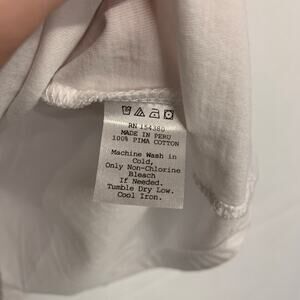 RN 154380
MADE IN PERU
100% PIMA COTTON
Machine Wash in
Cold,
Only Non-Chlorine
Bleach
If Needed.
Tumble Dry Low.
Cool Iron.